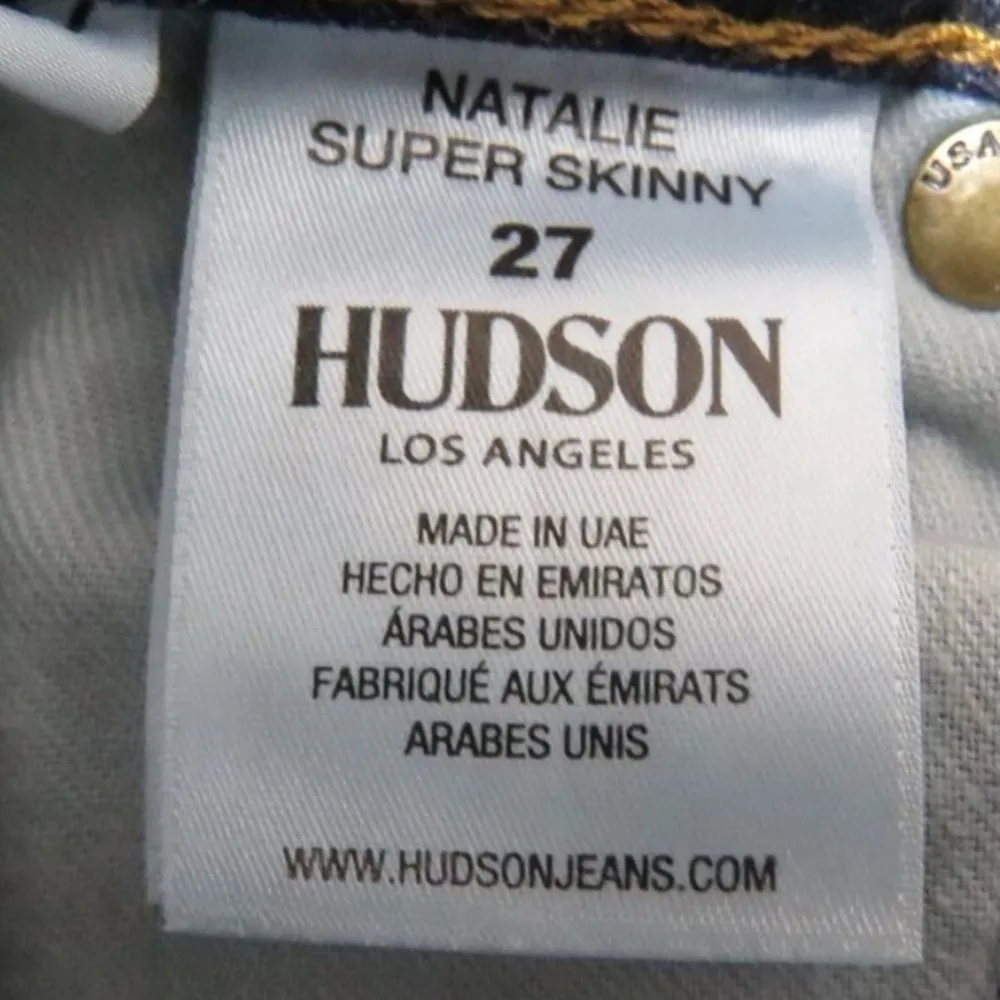 NATALIE
SUPER SKINNY
27
HUDSON
LOS ANGELES
MADE IN UAE
HECHO EN EMIRATOS
ÁRABES UNIDOS
FABRIQUÉ AUX ÉMIRATS
ARABES UNIS
WWW.HUDSONJEANS.COM
USA